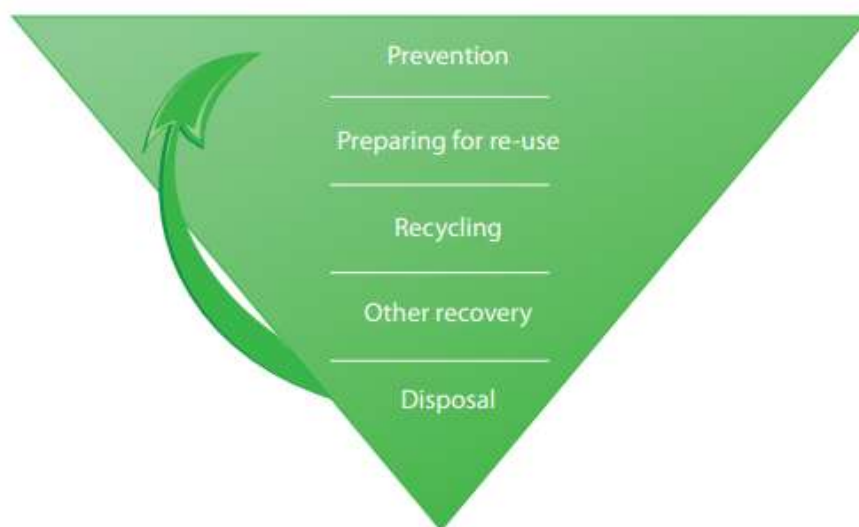 Prevention
Preparing for re-use
Recycling
Other recovery
Disposal